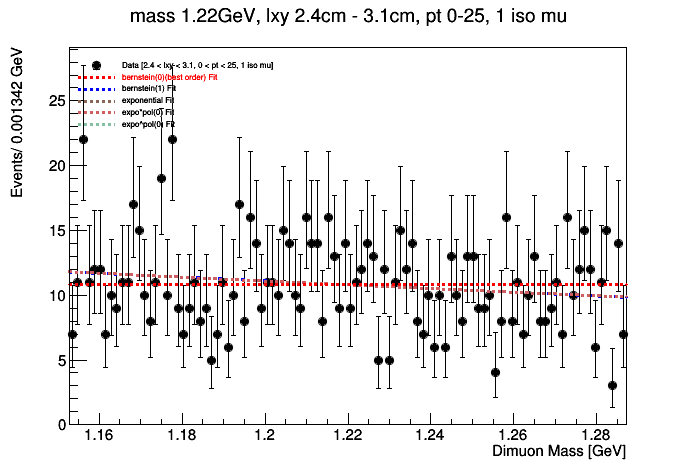 mass 1.22GeV, lxy 2.4cm - 3.1cm, pt 0-25, 1 iso mu
Events/ 0.001342 GeV
Data [2.4 < lxy < 3.1, 0 < pt < 25, 1 iso mu]
bernstein(0)(best order) Fit
bernstein(1) Fit
exponential Fit
expo*pol(0) Fit
expo^pol(0) Fit
25
20
15
10
5
0
1.16 1.18 1.2 1.22 1.24 1.26 1.28
Dimuon Mass [GeV]